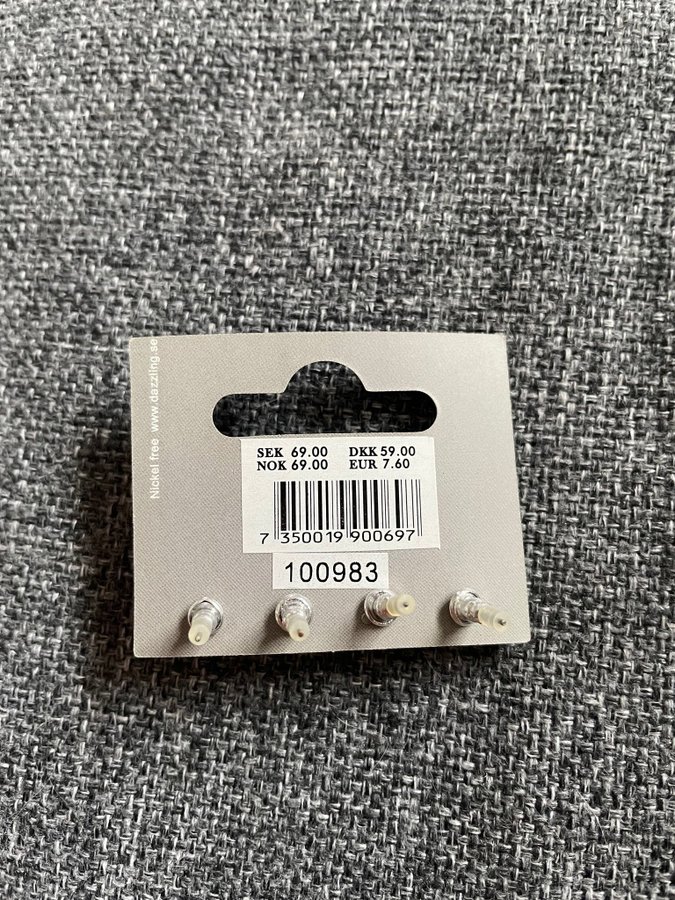 Nickel free www.dazzling.se
SEK 69.00 DKK 59.00
NOK 69.00 EUR 7.60
7 350019 900697
100983